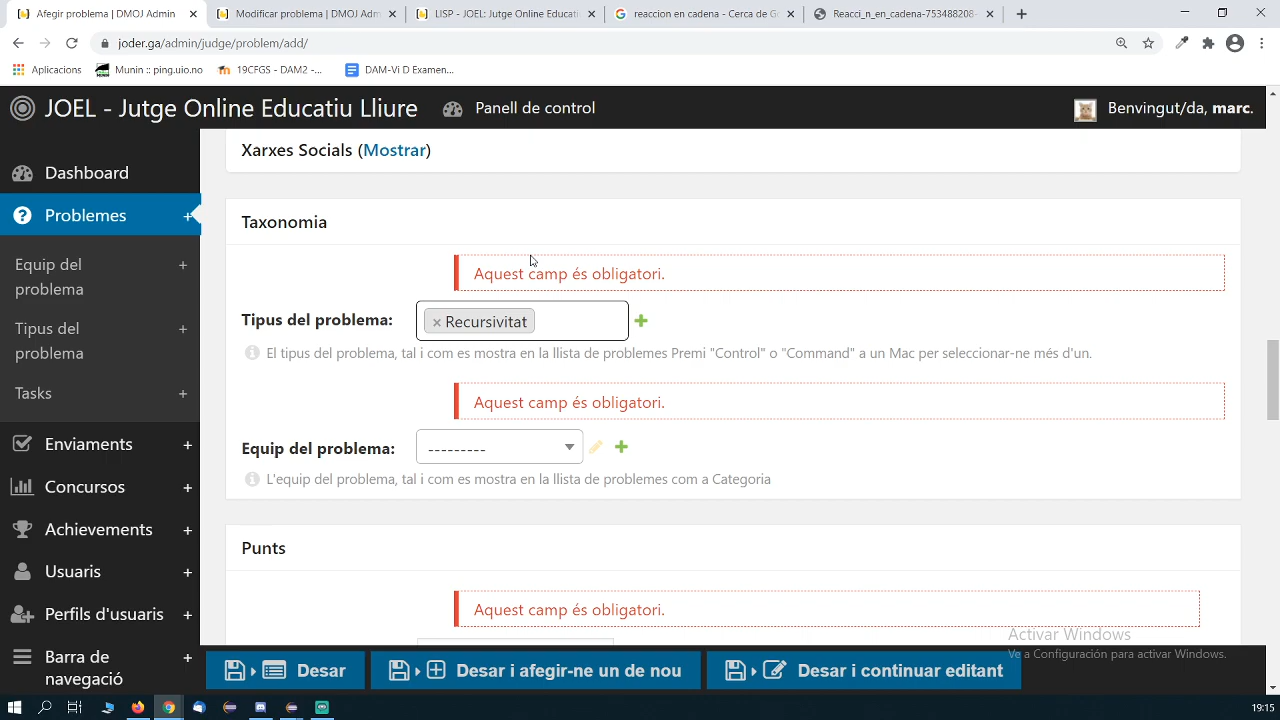 Afegir problema | DMOJ Admin
Modificar problema | DMOJ Adm
LISP - JOEL: Jutge Online Educati
reaccion en cadena - Cerca de G
Reacci_n_en_cadena-753488208
joder.ga/admin/judge/problem/add/
Aplicacions
Munin :: ping.uio.no
19CFGS - DAM2 -...
DAM-Vi D Examen...
JOEL - Jutge Online Educatiu Lliure
Panell de control
Benvingut/da, marc.
Dashboard
Problemes +
Equip del problema +
Tipus del problema +
Tasks +
Enviaments +
Concursos +
Achievements +
Usuaris +
Perfils d'usuaris +
Barra de navegació +
Xarxes Socials (Mostrar)
Taxonomia
Aquest camp és obligatori.
Tipus del problema: × Recursivitat
El tipus del problema, tal i com es mostra en la llista de problemes Premi "Control" o "Command" a un Mac per seleccionar-ne més d'un.
Aquest camp és obligatori.
Equip del problema: ---------
L'equip del problema, tal i com es mostra en la llista de problemes com a Categoria
Punts
Aquest camp és obligatori.
Activar Windows
Ve a Configuración para activar Windows.
Desar
Desar i afegir-ne un de nou
Desar i continuar editant
19:15